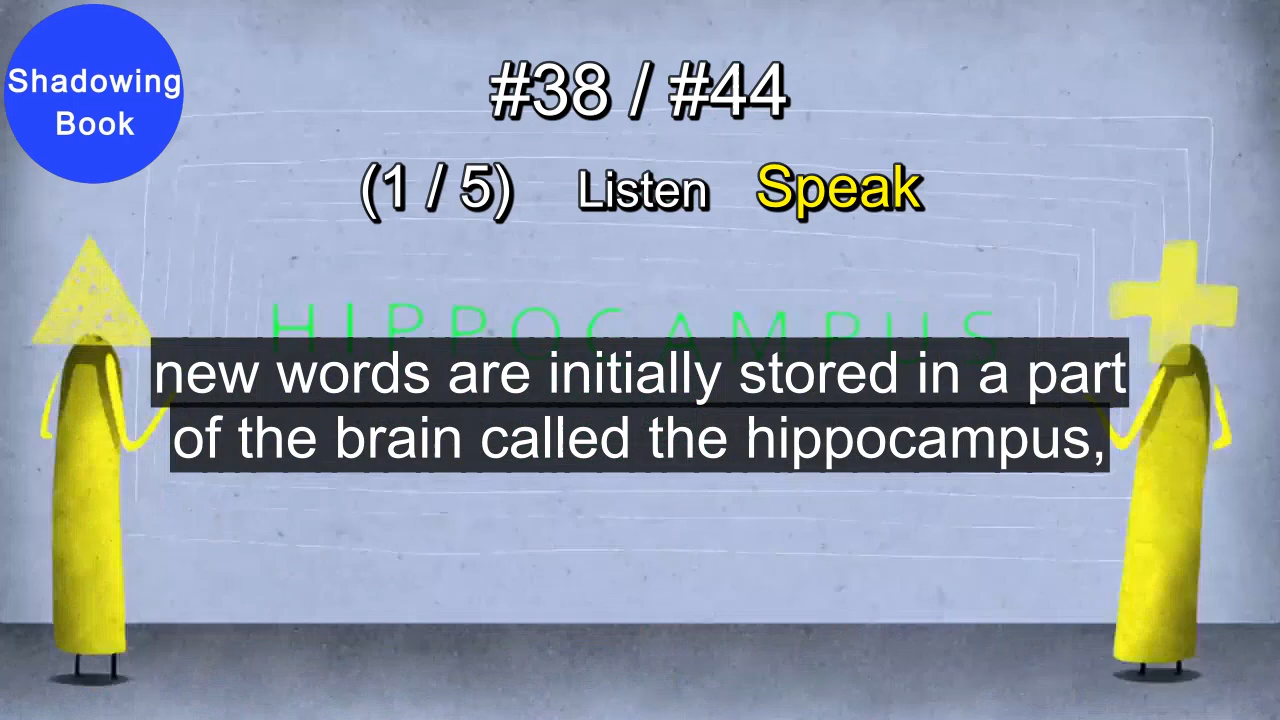 Shadowing
Book
#38 / #44
(1 / 5) Listen Speak
HIPPOCAMPUS
new words are initially stored in a part
of the brain called the hippocampus,